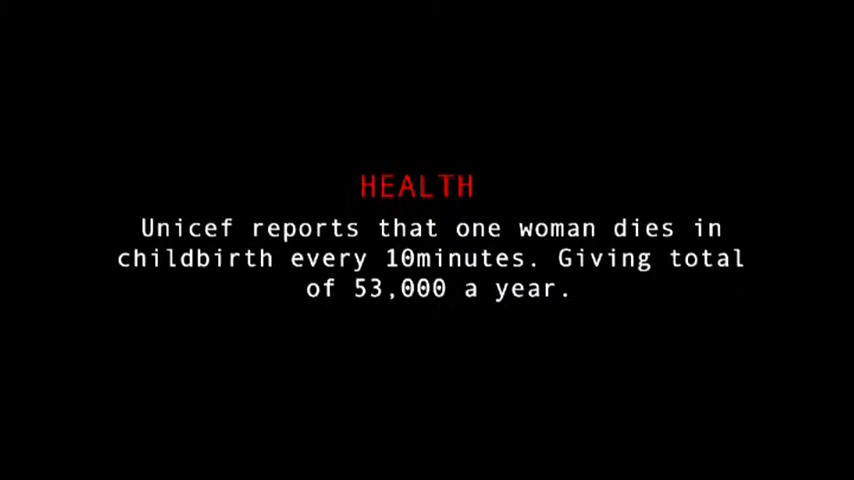 HEALTH
Unicef reports that one woman dies in
childbirth every 10minutes. Giving total
of 53,000 a year.